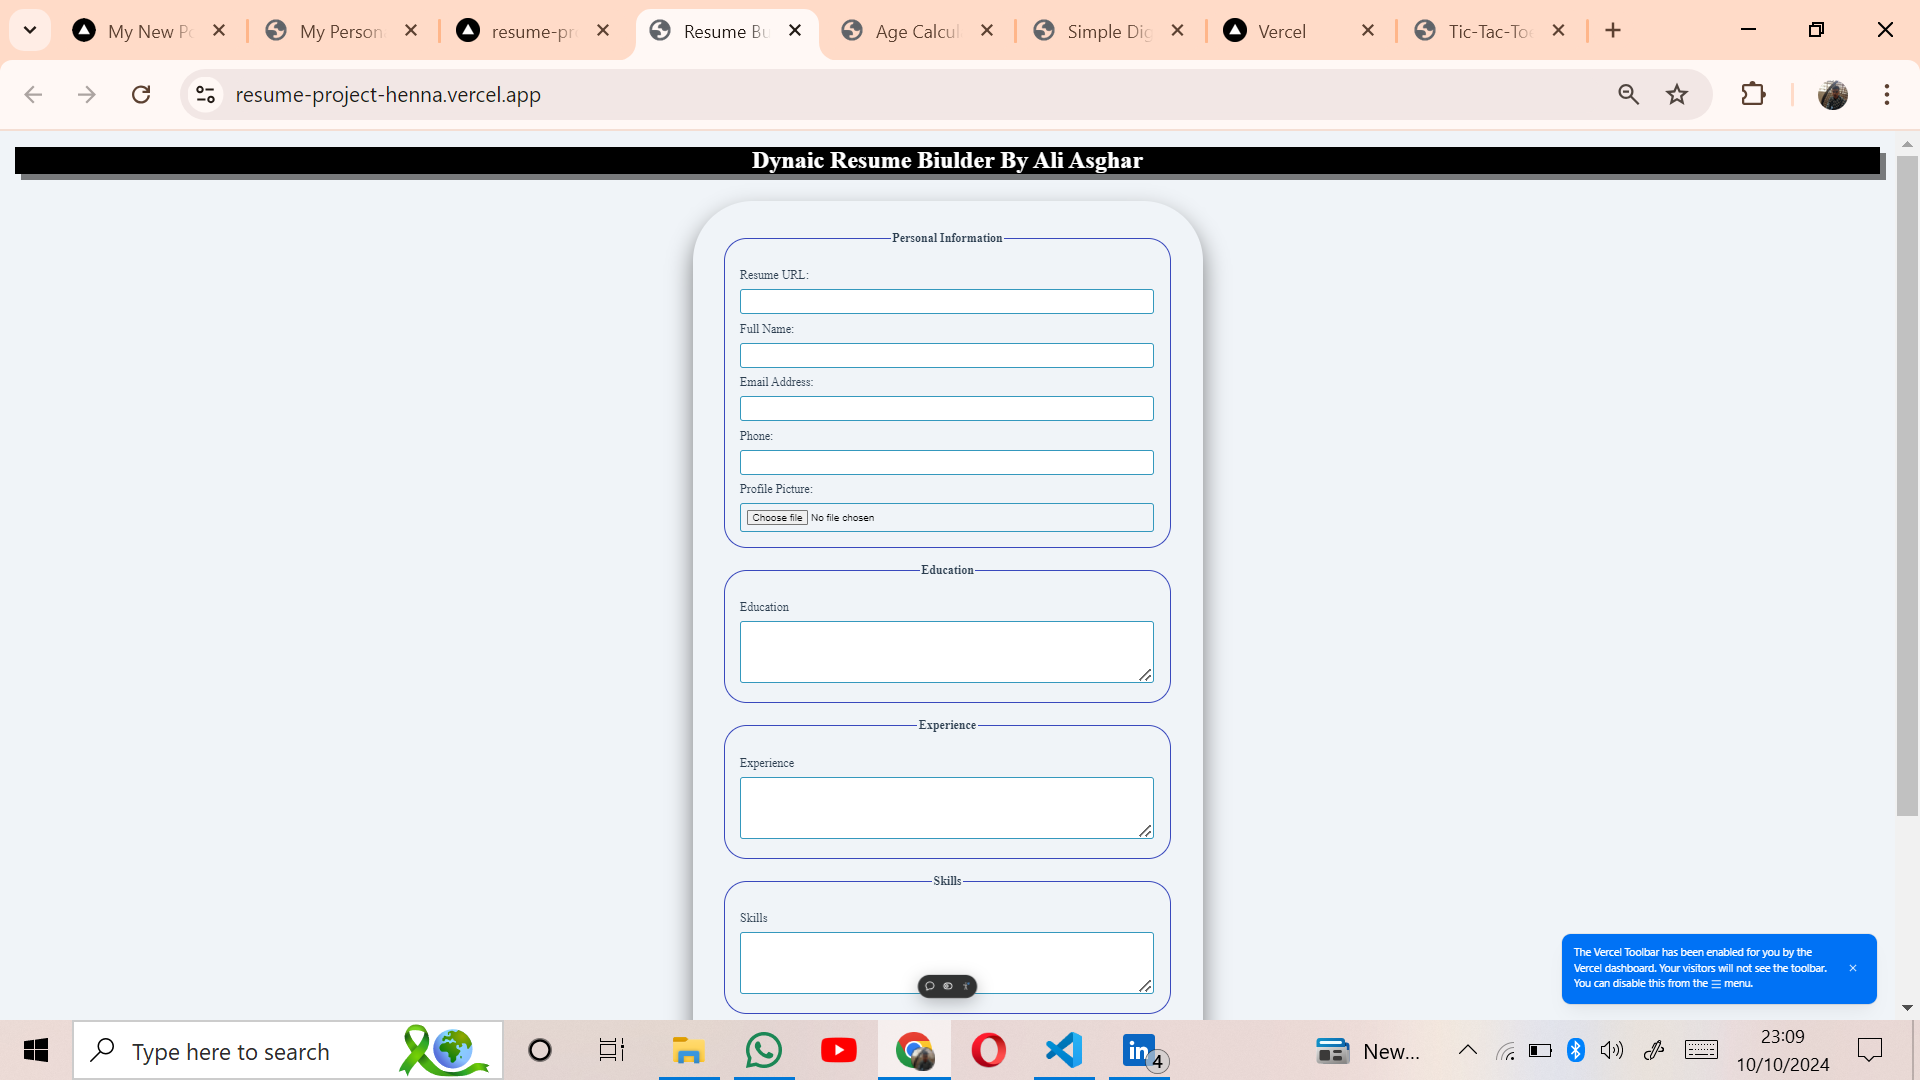 My New Po
My Person
resume-pro
Resume Bu
Age Calcul
Simple Dig
Vercel
Tic-Tac-Toe
resume-project-henna.vercel.app
Dynaic Resume Biulder By Ali Asghar
Personal Information
Resume URL:
Full Name:
Email Address:
Phone:
Profile Picture:
Choose file No file chosen
Education
Education
Experience
Experience
Skills
Skills
The Vercel Toolbar has been enabled for you by the
Vercel dashboard. Your visitors will not see the toolbar.
You can disable this from the ☰ menu.
Type here to search
in
4
New...
23:09
10/10/2024